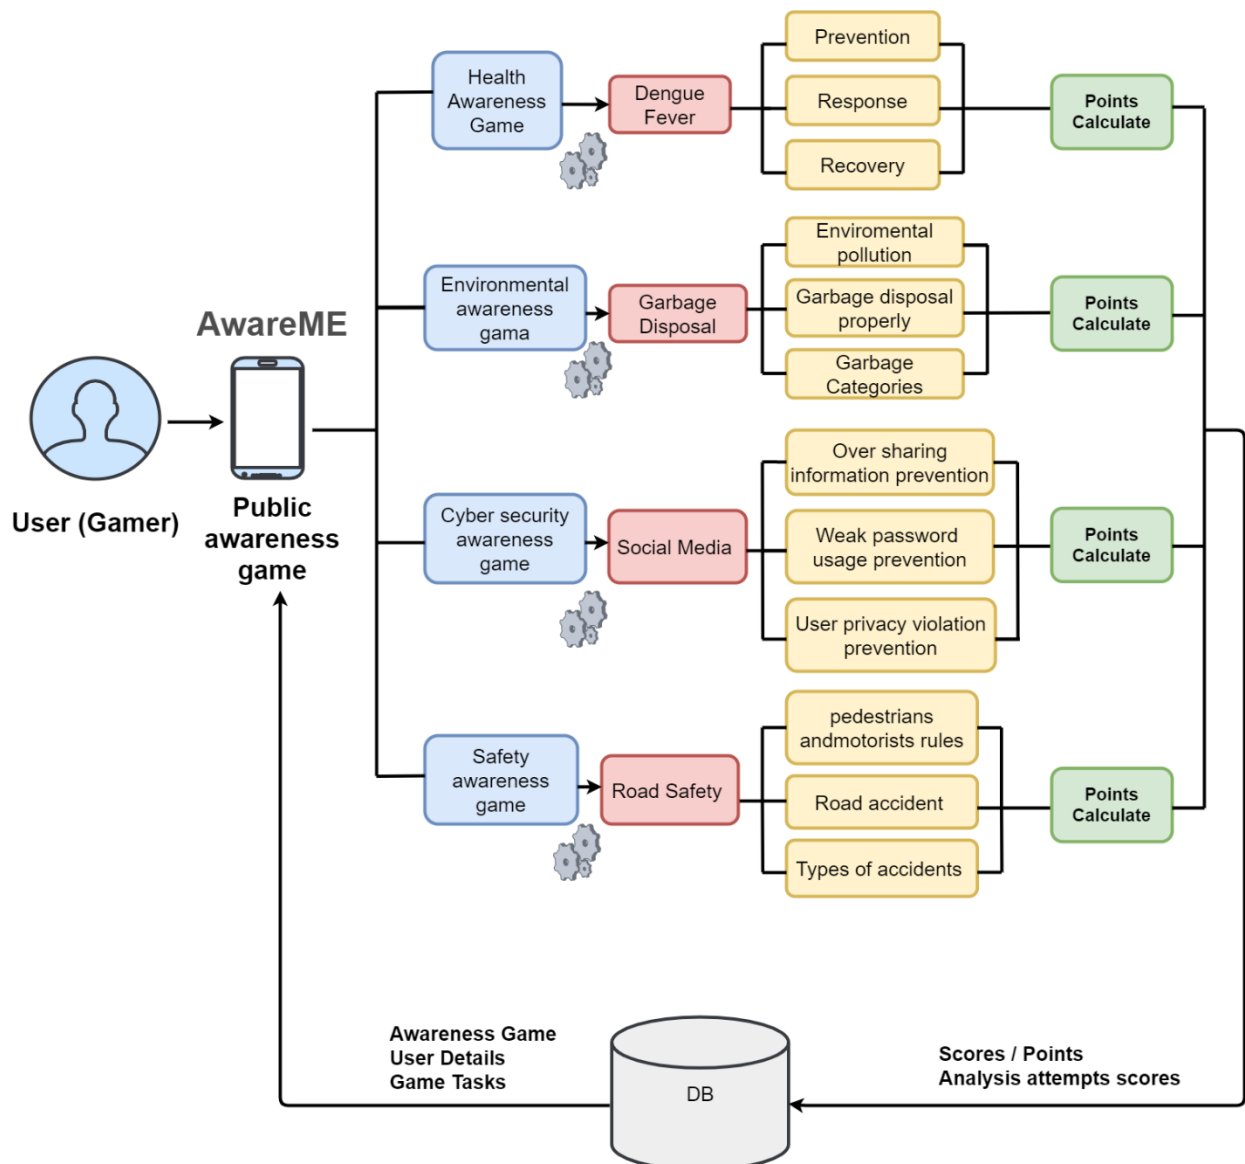 AwareME
User (Gamer)
Public
awareness
game
Health
Awareness
Game
Dengue
Fever
Prevention
Response
Recovery
Points
Calculate
Environmental
awareness
gama
Garbage
Disposal
Enviromental
pollution
Garbage disposal
properly
Garbage
Categories
Points
Calculate
Cyber security
awareness
game
Social Media
Over sharing
information prevention
Weak password
usage prevention
User privacy violation
prevention
Points
Calculate
Safety
awareness
game
Road Safety
pedestrians
andmotorists rules
Road accident
Types of accidents
Points
Calculate
Awareness Game
User Details
Game Tasks
DB
Scores / Points
Analysis attempts scores